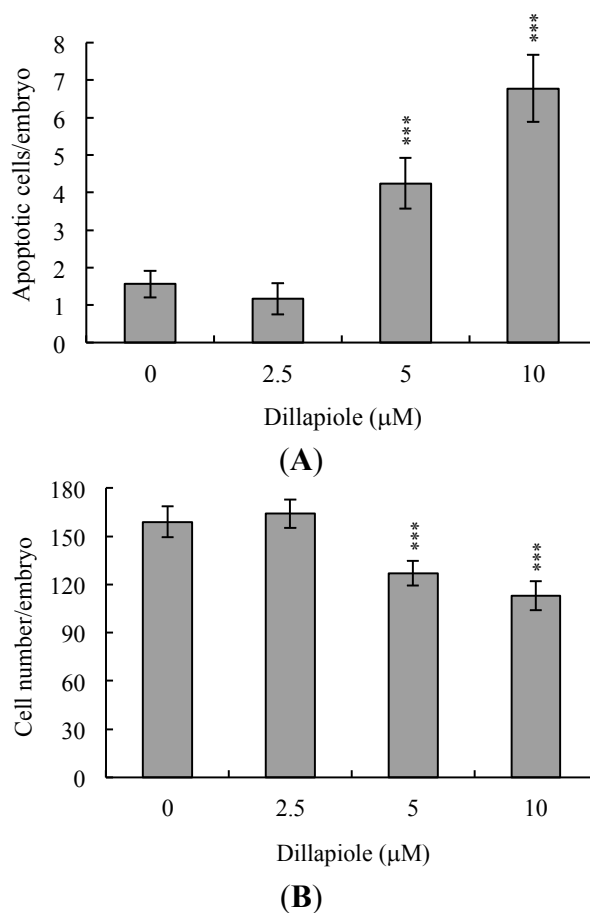 8
7
6
5
4
3
2
1
0
Apoptotic cells/embryo
***
***
0 2.5 5 10
Dillapiole (μM)
(A)
180
150
120
90
60
30
0
Cell number/embryo
***
***
0 2.5 5 10
Dillapiole (μM)
(B)